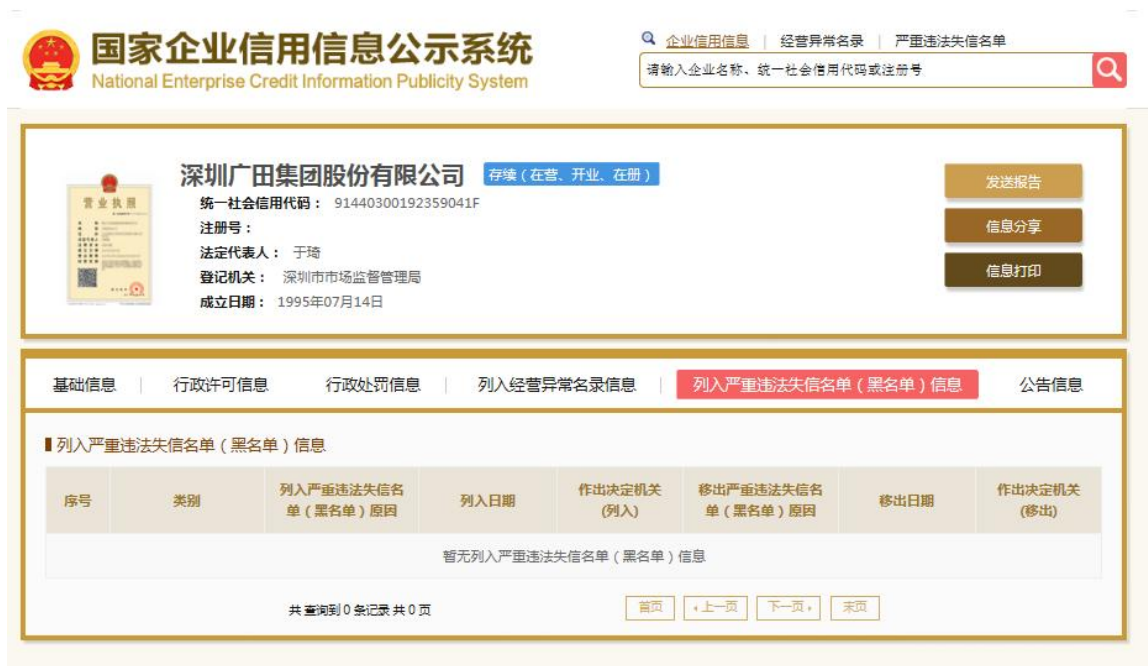 国家企业信用信息公示系统
National Enterprise Credit Information Publicity System
企业信用信息 | 经营异常名录 | 严重违法失信名单
请输入企业名称、统一社会信用代码或注册号
营业执照
深圳广田集团股份有限公司 存续（在营、开业、在册）
统一社会信用代码： 91440300192359041F
注册号：
法定代表人： 于琦
登记机关： 深圳市市场监督管理局
成立日期： 1995年07月14日
发送报告
信息分享
信息打印
基础信息 | 行政许可信息 行政处罚信息 | 列入经营异常名录信息 | 列入严重违法失信名单（黑名单）信息 公告信息
列入严重违法失信名单（黑名单）信息
序号 类别 列入严重违法失信名单（黑名单）原因 列入日期 作出决定机关(列入) 移出严重违法失信名单（黑名单）原因 移出日期 作出决定机关(移出)
暂无列入严重违法失信名单（黑名单）信息
共 查询到 0 条记录 共 0 页
首页 上一页 下一页 末页